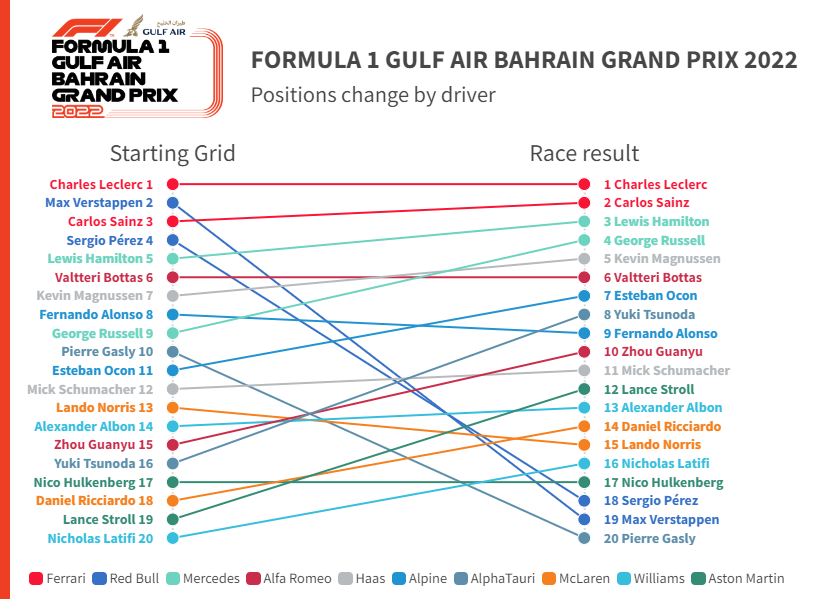 طيران الخليج
GULF AIR
FORMULA 1
GULF AIR
BAHRAIN
GRAND PRIX
2022
FORMULA 1 GULF AIR BAHRAIN GRAND PRIX 2022
Positions change by driver
Starting Grid
Race result
Charles Leclerc 1
1 Charles Leclerc
Max Verstappen 2
2 Carlos Sainz
Carlos Sainz 3
3 Lewis Hamilton
Sergio Pérez 4
4 George Russell
Lewis Hamilton 5
5 Kevin Magnussen
Valtteri Bottas 6
6 Valtteri Bottas
Kevin Magnussen 7
7 Esteban Ocon
Fernando Alonso 8
8 Yuki Tsunoda
George Russell 9
9 Fernando Alonso
Pierre Gasly 10
10 Zhou Guanyu
Esteban Ocon 11
11 Mick Schumacher
Mick Schumacher 12
12 Lance Stroll
Lando Norris 13
13 Alexander Albon
Alexander Albon 14
14 Daniel Ricciardo
Zhou Guanyu 15
15 Lando Norris
Yuki Tsunoda 16
16 Nicholas Latifi
Nico Hulkenberg 17
17 Nico Hulkenberg
Daniel Ricciardo 18
18 Sergio Pérez
Lance Stroll 19
19 Max Verstappen
Nicholas Latifi 20
20 Pierre Gasly
Ferrari Red Bull Mercedes Alfa Romeo Haas Alpine AlphaTauri McLaren Williams Aston Martin